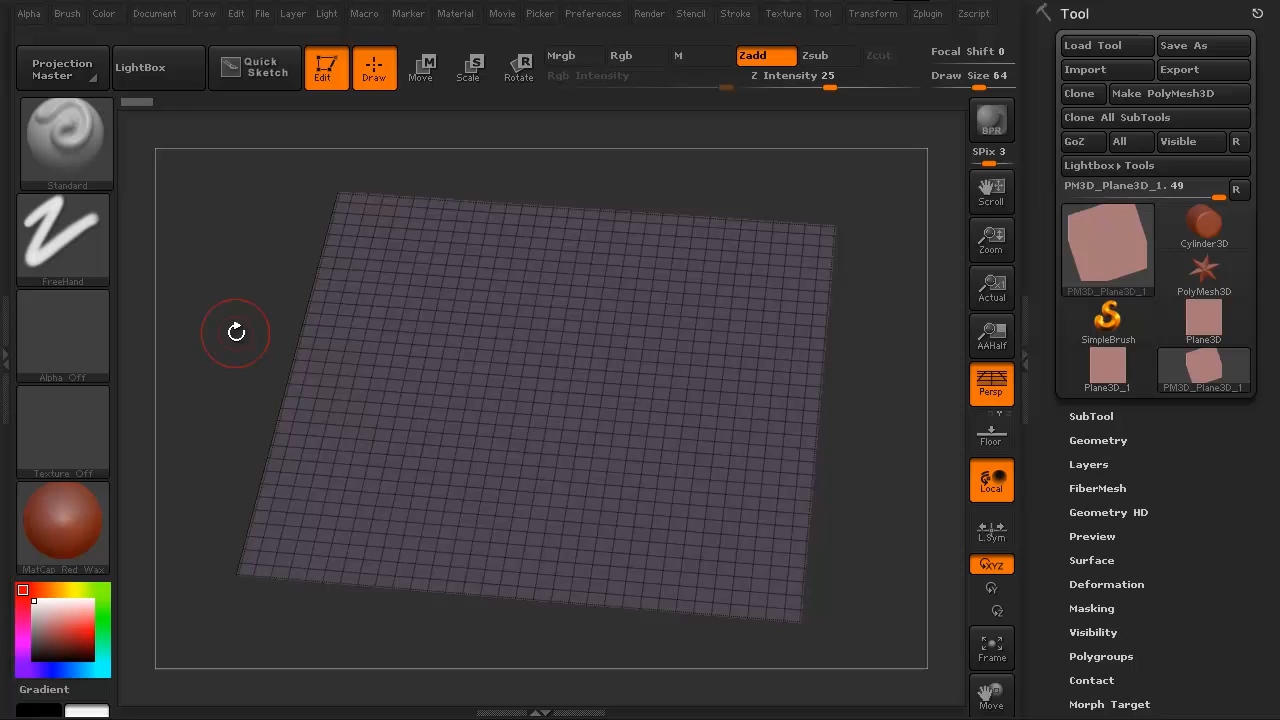 Alpha Brush Color Document Draw Edit File Layer Light Macro Marker Material Movie Picker Preferences Render Stencil Stroke Texture Tool Transform Zplugin Zscript
Tool
Projection Master
LightBox
Quick Sketch
Edit
Draw
Move
Scale
Rotate
Mrgb Rgb M Zadd Zsub Zcut
Rgb Intensity Z Intensity 25
Focal Shift 0
Draw Size 64
Standard
FreeHand
Alpha Off
Texture Off
MatCap Red Wax
Gradient
BPR
SPix 3
Scroll
Zoom
Actual
AAHalf
Persp
Floor
Local
L.Sym
XYZ
Y
Z
Frame
Move
Load Tool Save As
Import Export
Clone Make PolyMesh3D
Clone All SubTools
GoZ All Visible R
Lightbox▸Tools
PM3D_Plane3D_1. 49 R
PM3D_Plane3D_1
Cylinder3D
PolyMesh3D
SimpleBrush
Plane3D
Plane3D_1
PM3D_Plane3D_1
SubTool
Geometry
Layers
FiberMesh
Geometry HD
Preview
Surface
Deformation
Masking
Visibility
Polygroups
Contact
Morph Target